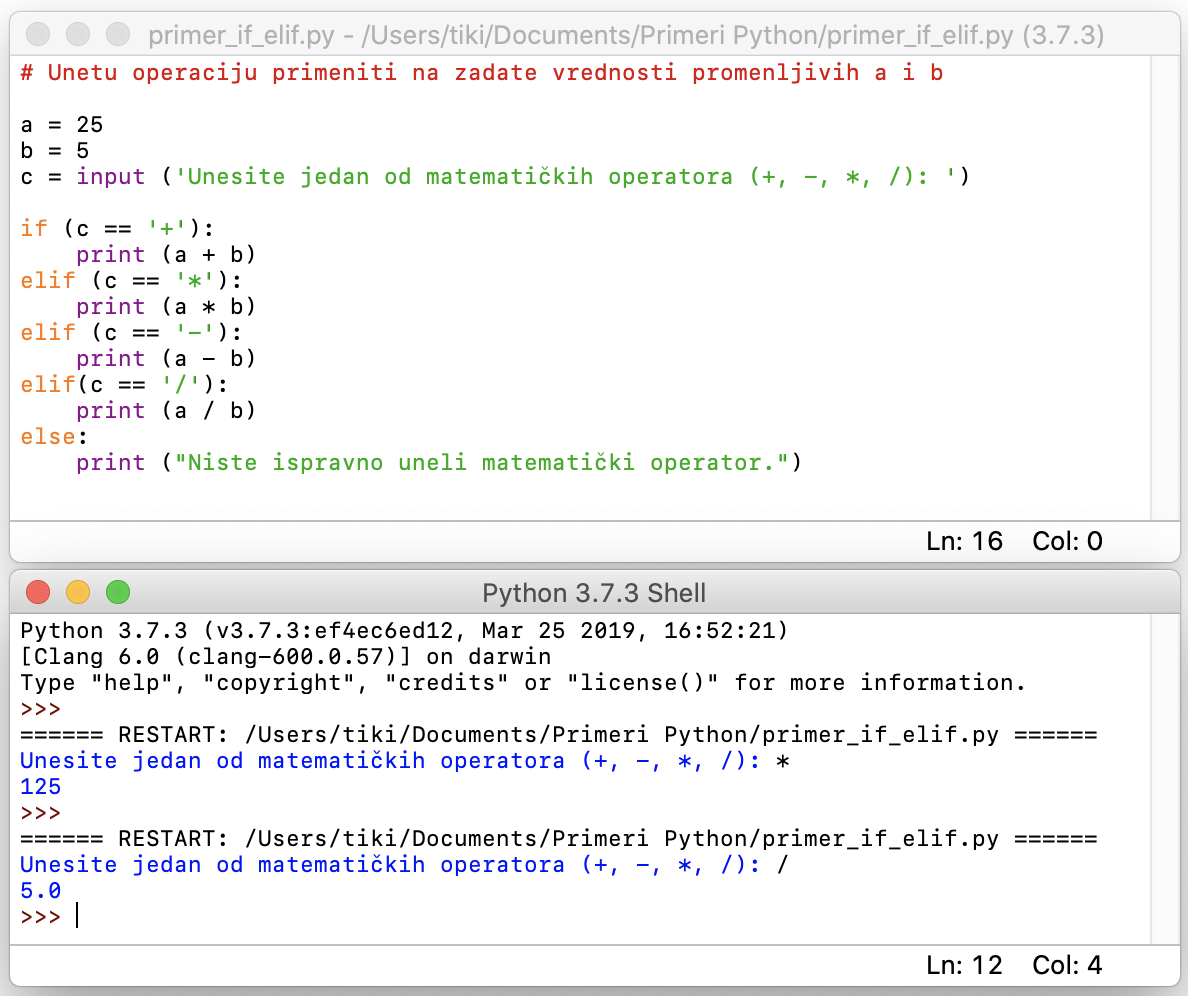 primer_if_elif.py - /Users/tiki/Documents/Primeri Python/primer_if_elif.py (3.7.3)
# Unetu operaciju primeniti na zadate vrednosti promenljivih a i b
a = 25
b = 5
c = input ('Unesite jedan od matematičkih operatora (+, -, *, /): ')
if (c == '+'):
    print (a + b)
elif (c == '*'):
    print (a * b)
elif (c == '-'):
    print (a - b)
elif(c == '/'):
    print (a / b)
else:
    print ("Niste ispravno uneli matematički operator.")
Ln: 16 Col: 0
Python 3.7.3 Shell
Python 3.7.3 (v3.7.3:ef4ec6ed12, Mar 25 2019, 16:52:21)
[Clang 6.0 (clang-600.0.57)] on darwin
Type "help", "copyright", "credits" or "license()" for more information.
>>>
====== RESTART: /Users/tiki/Documents/Primeri Python/primer_if_elif.py ======
Unesite jedan od matematičkih operatora (+, -, *, /): *
125
>>>
====== RESTART: /Users/tiki/Documents/Primeri Python/primer_if_elif.py ======
Unesite jedan od matematičkih operatora (+, -, *, /): /
5.0
>>>
Ln: 12 Col: 4